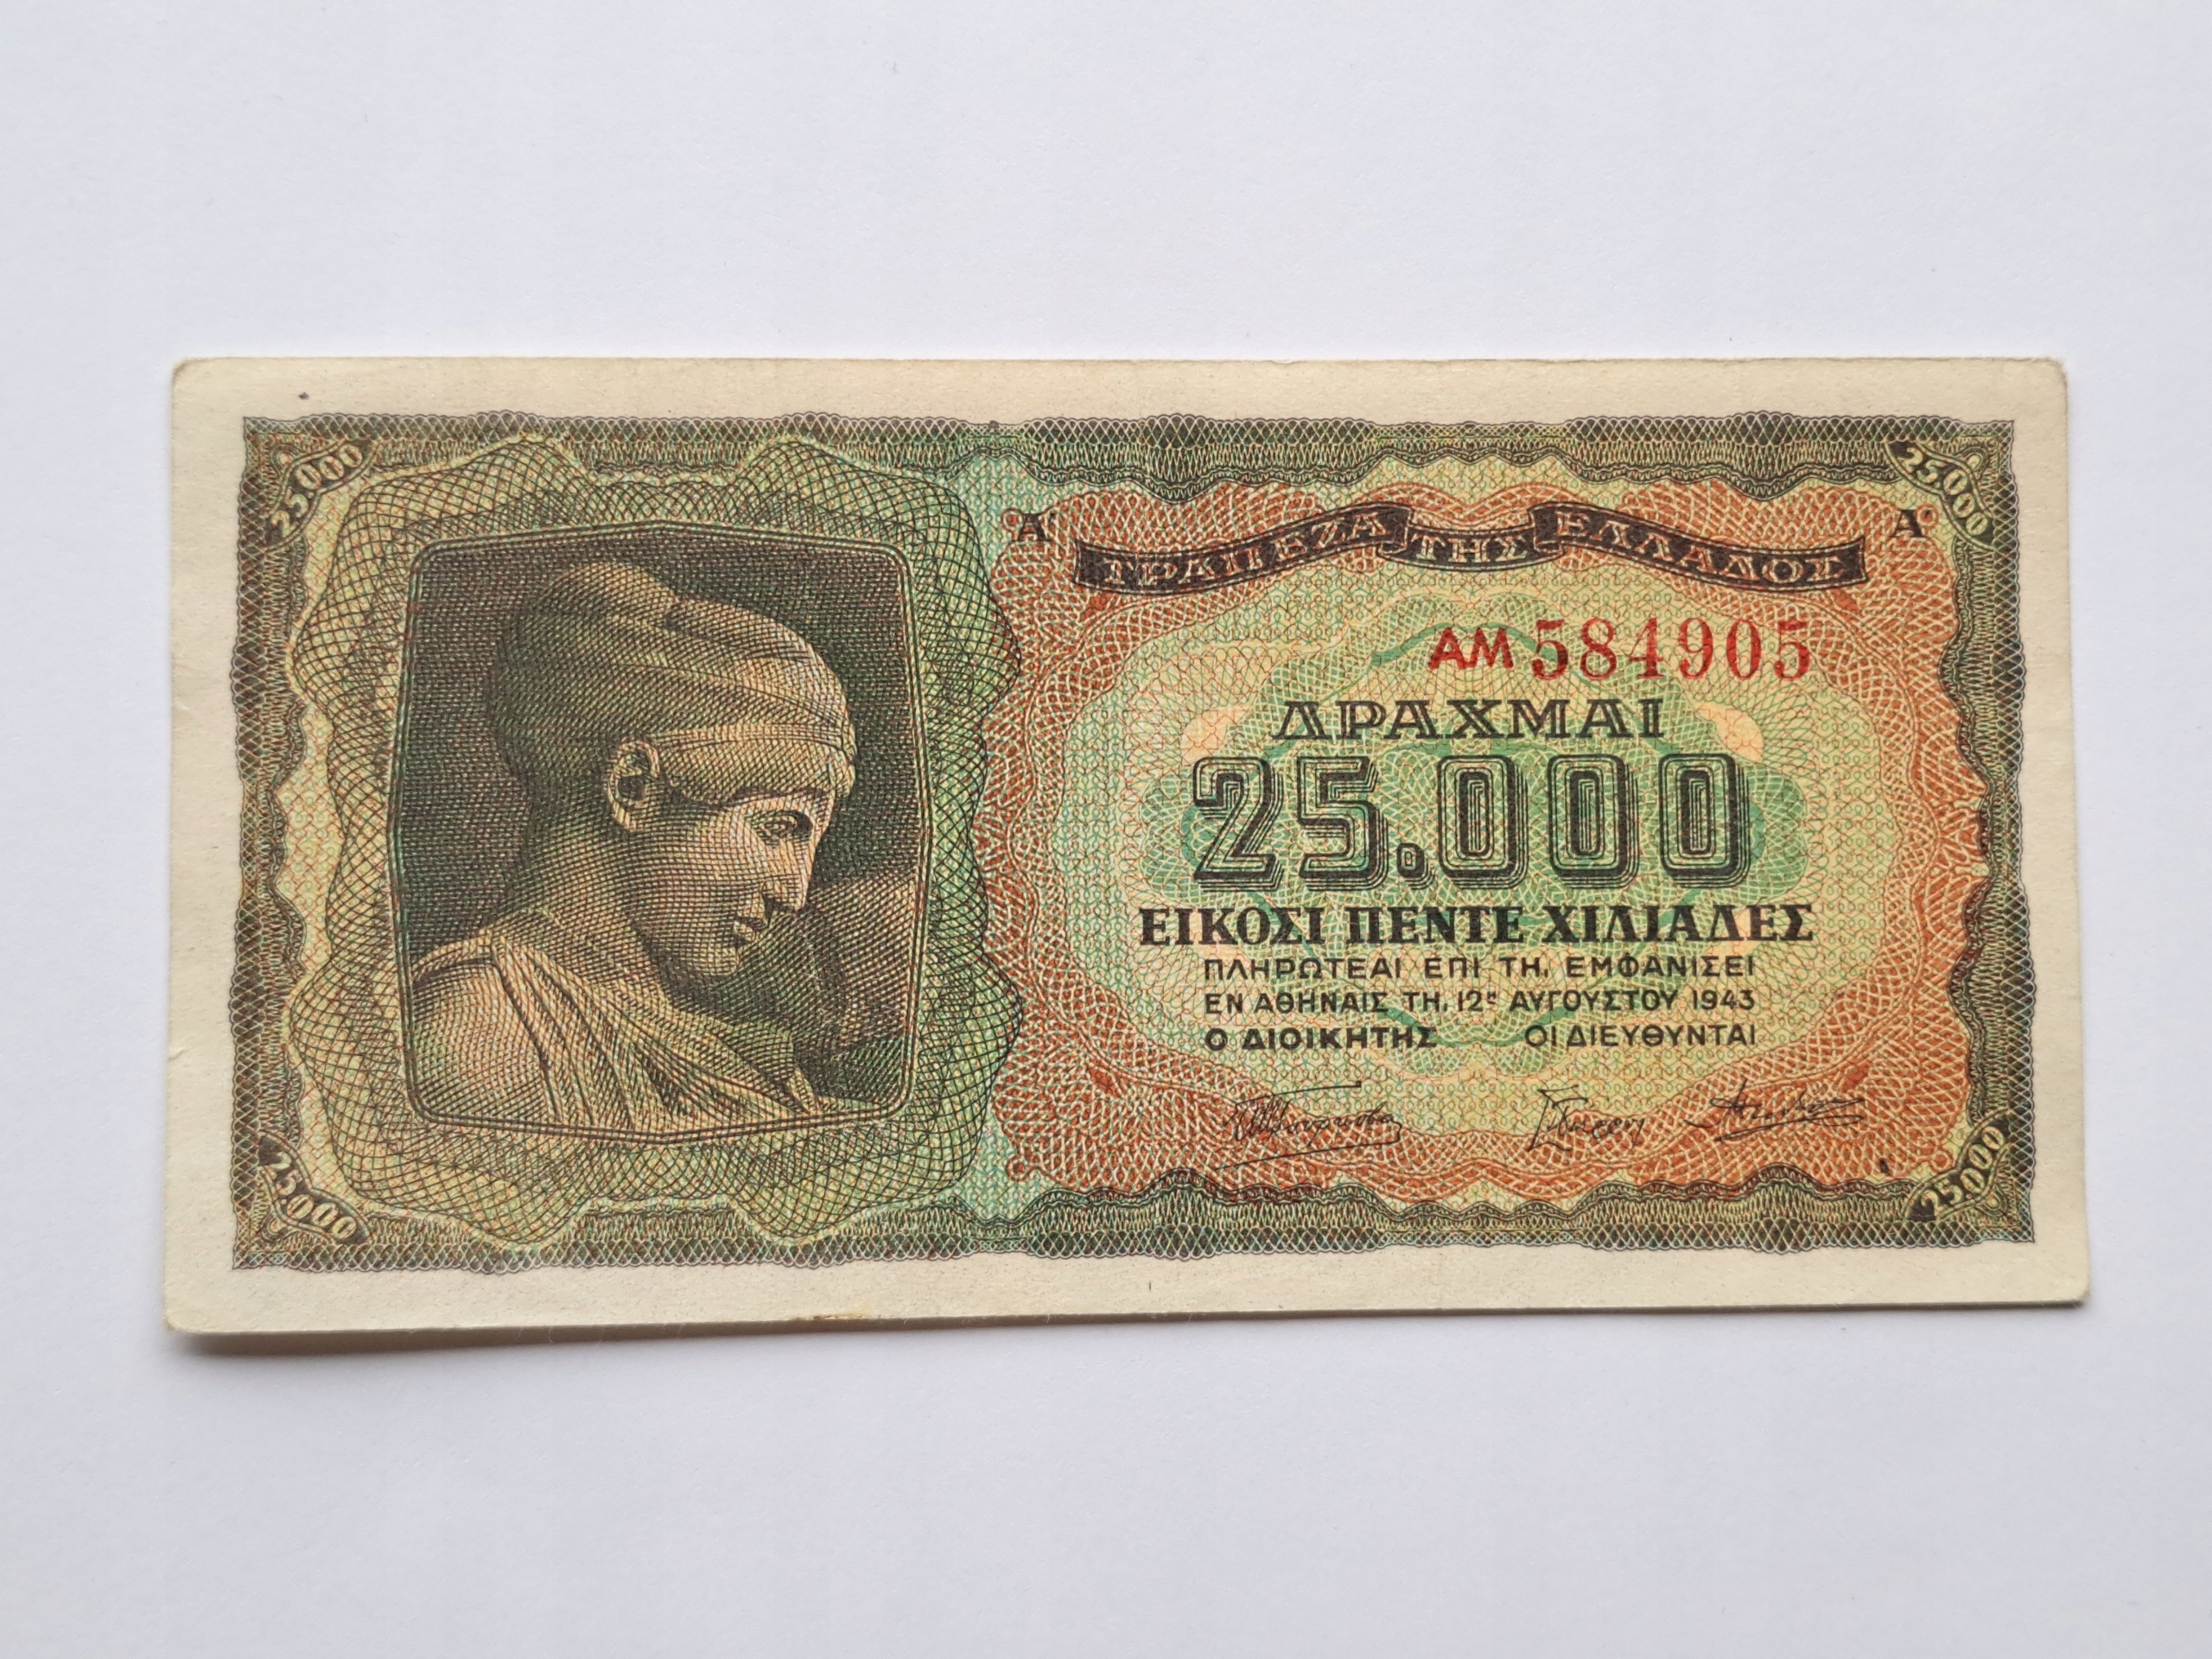 25000
25000
Α Α
ΤΡΑΠΕΖΑ ΤΗΣ ΕΛΛΑΔΟΣ
ΑΜ 584905
ΔΡΑΧΜΑΙ
25.000
ΕΙΚΟΣΙ ΠΕΝΤΕ ΧΙΛΙΑΔΕΣ
ΠΛΗΡΩΤΕΑΙ ΕΠΙ ΤΗ, ΕΜΦΑΝΙΣΕΙ
ΕΝ ΑΘΗΝΑΙΣ ΤΗ, 12ῃ ΑΥΓΟΥΣΤΟΥ 1943
Ο ΔΙΟΙΚΗΤΗΣ ΟΙ ΔΙΕΥΘΥΝΤΑΙ
25000
25000